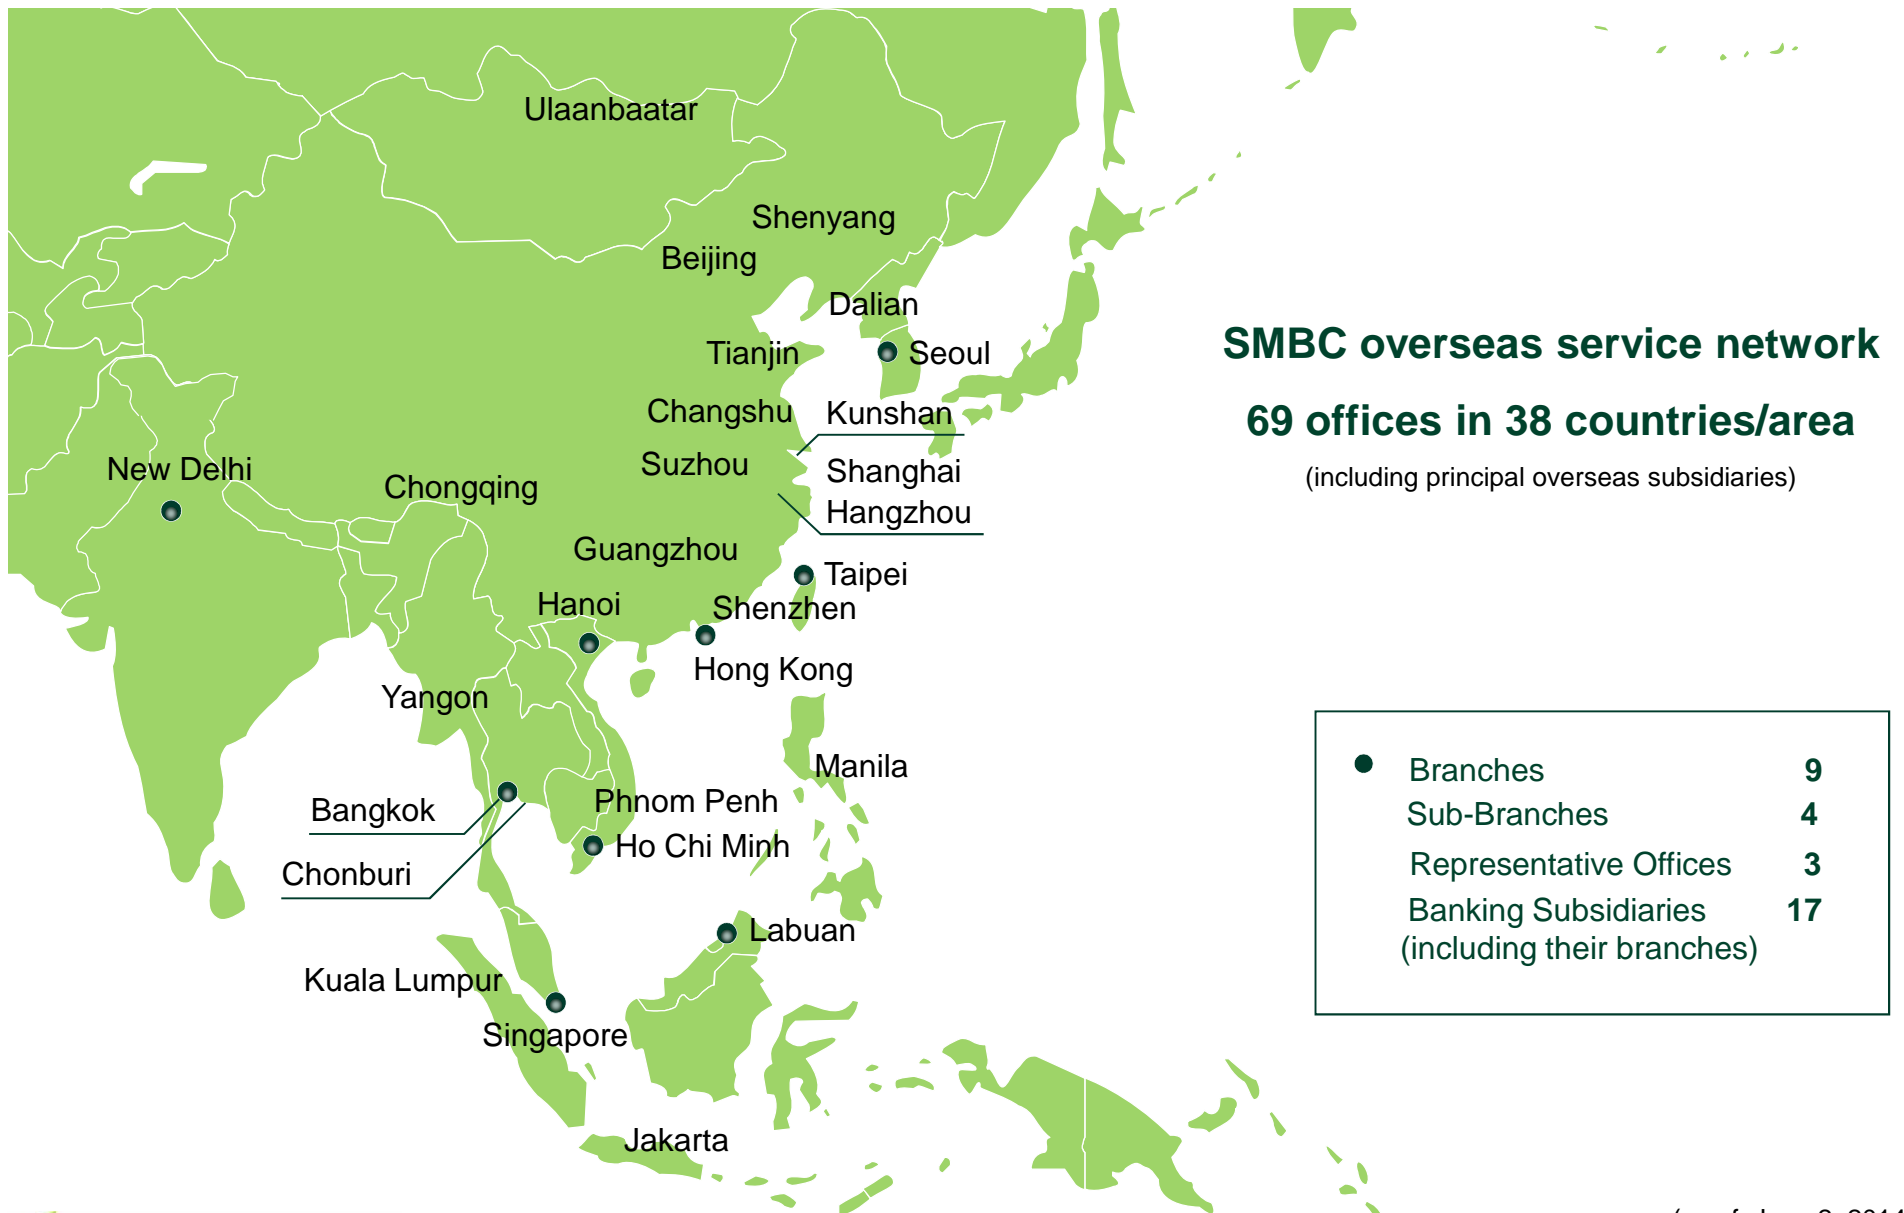 Ulaanbaatar
Shenyang
Beijing
Dalian
Tianjin
Seoul
SMBC overseas service network
69 offices in 38 countries/area
(including principal overseas subsidiaries)
Changshu
Kunshan
Suzhou
Shanghai
Hangzhou
New Delhi
Chongqing
Guangzhou
Taipei
Hanoi
Shenzhen
Hong Kong
Yangon
Manila
Bangkok
Phnom Penh
Ho Chi Minh
Chonburi
Labuan
Kuala Lumpur
Singapore
Jakarta
Branches 9
Sub-Branches 4
Representative Offices 3
Banking Subsidiaries 17
(including their branches)